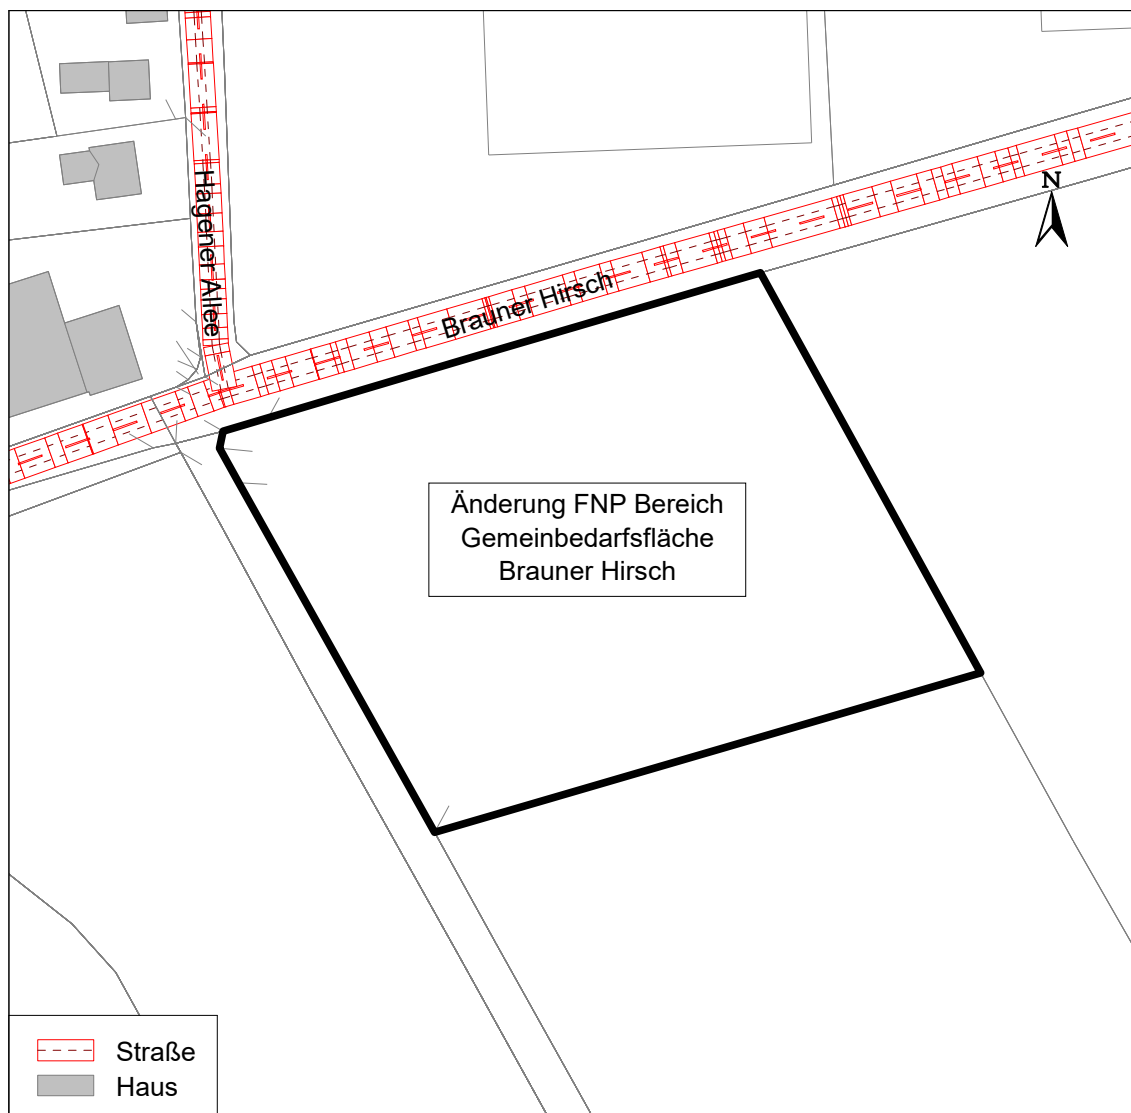 Hagener Allee
N
Brauner Hirsch
Änderung FNP Bereich
Gemeinbedarfsfläche
Brauner Hirsch
Straße
Haus